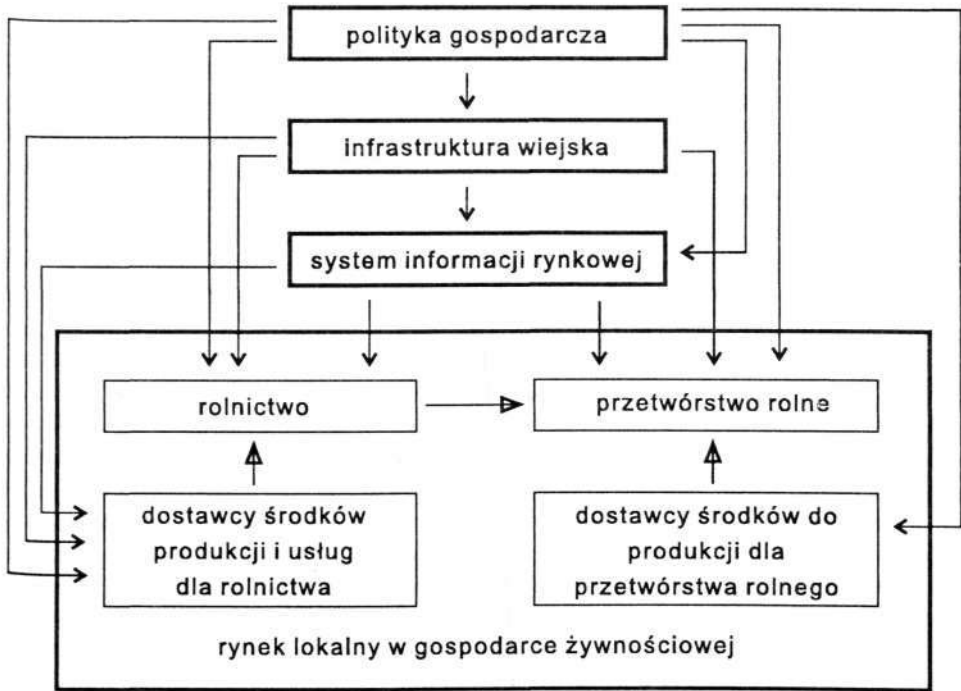 polityka gospodarcza
infrastruktura wiejska
system informacji rynkowej
rolnictwo
przetwórstwo rolne
dostawcy środków
produkcji i usług
dla rolnictwa
dostawcy środków do
produkcji dla
przetwórstwa rolnego
rynek lokalny w gospodarce żywnościowej